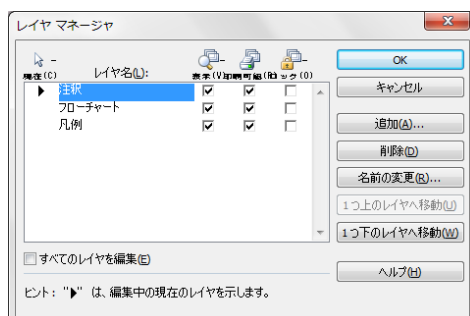 レイヤ マネージャ
現在(C) レイヤ名(L): 表示(V) 印刷可能(R) ロック(O)
注釈
フローチャート
凡例
すべてのレイヤを編集(E)
ヒント: "▶" は、編集中の現在のレイヤを示します。
OK
キャンセル
追加(A)...
削除(D)
名前の変更(R)...
1つ上のレイヤへ移動(U)
1つ下のレイヤへ移動(W)
ヘルプ(H)